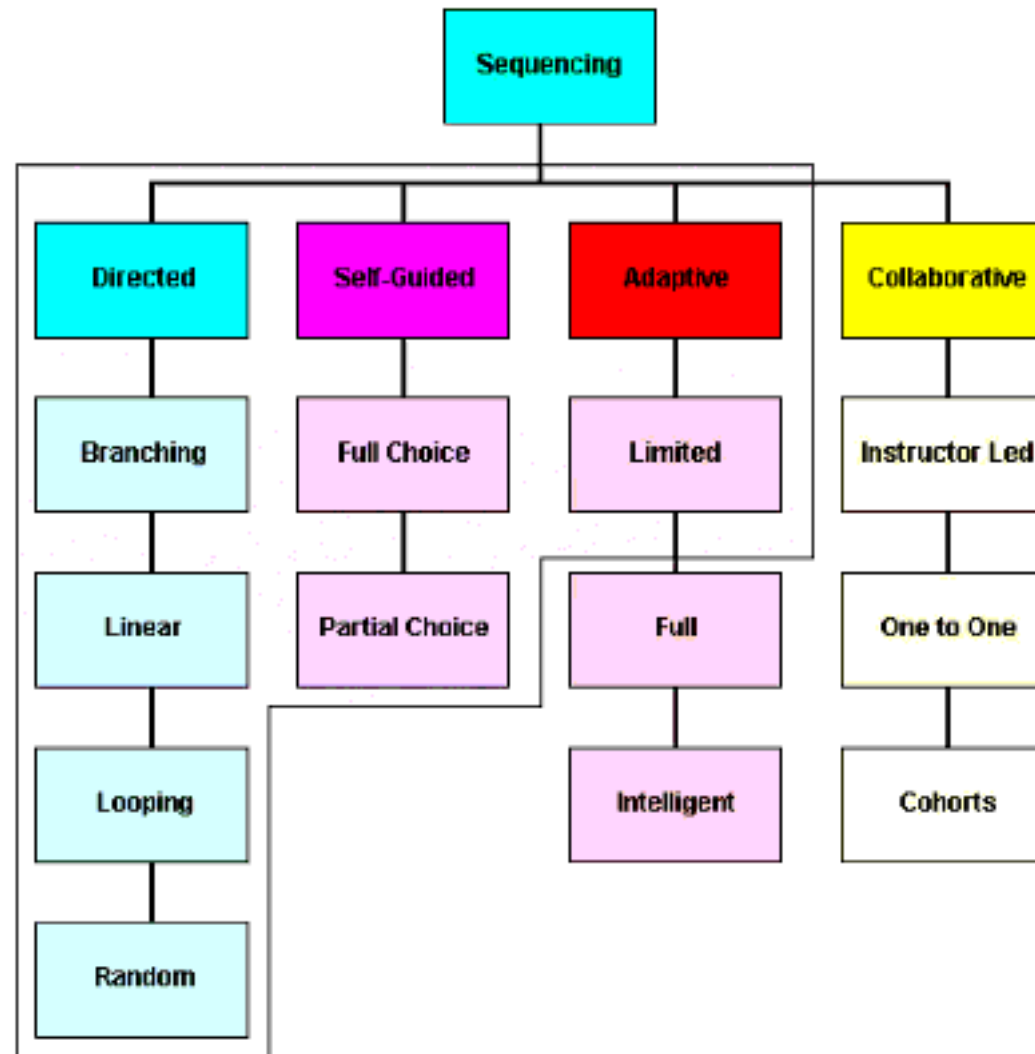 Sequencing
Directed
Self-Guided
Adaptive
Collaborative
Branching
Full Choice
Limited
Instructor Led
Linear
Partial Choice
Full
One to One
Looping
Intelligent
Cohorts
Random